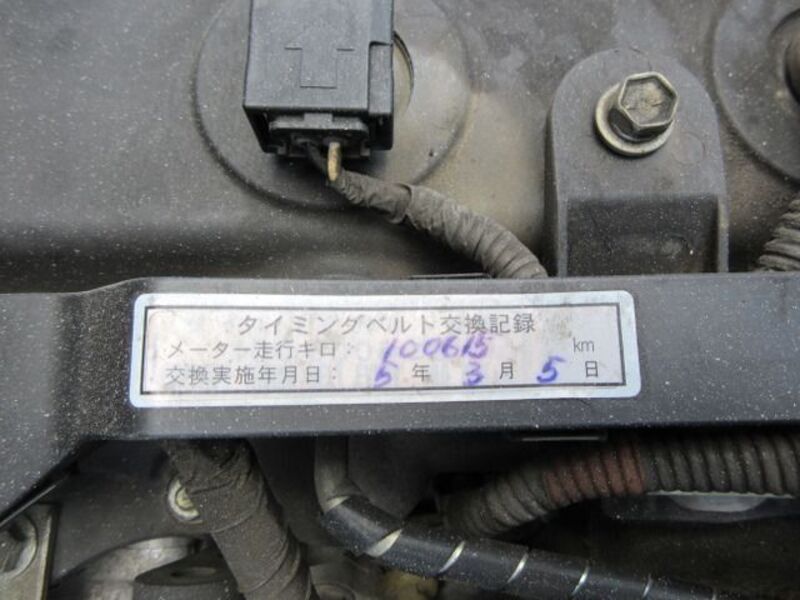 タイミングベルト交換記録
メーター走行キロ: 100615 km
交換実施年月日: 5 年 3 月 5 日